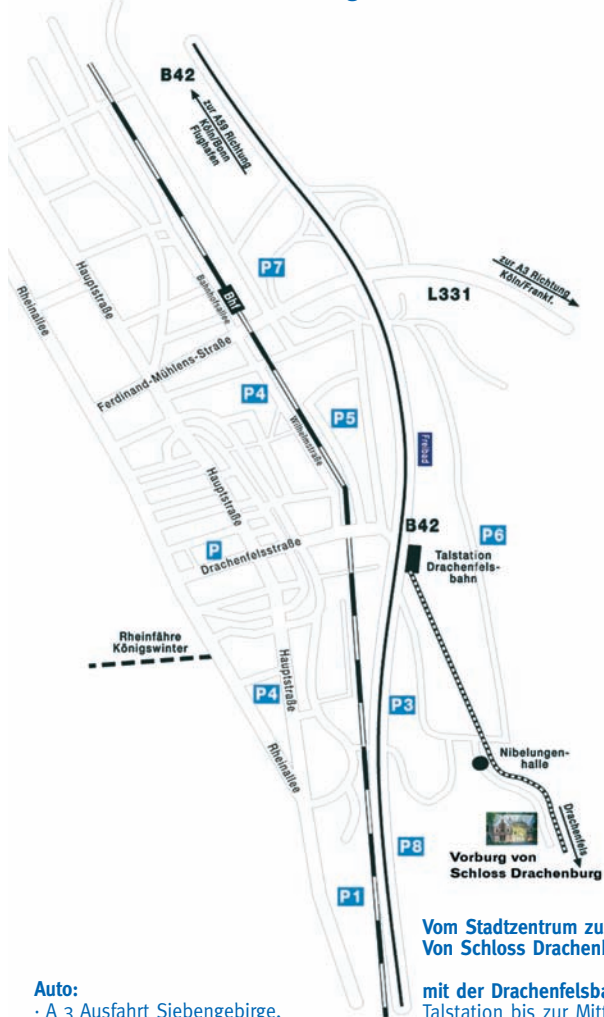 B42
zur A59 Richtung
Köln/Bonn
Flughafen
zur A3 Richtung
Köln/Frankf.
L331
P7
Hauptstraße
Rheinallee
Bahnhofsallee
Bhf
Ferdinand-Mühlens-Straße
P4
P5
Wilhelmstraße
Freibad
Hauptstraße
B42
P6
P
Drachenfelsstraße
Talstation
Drachenfels-
bahn
Rheinfähre
Königswinter
Hauptstraße
P4
P3
Rheinallee
Nibelungen-
halle
Drachenfels
P8
Vorburg von
Schloss Drachenburg
P1
Vom Stadtzentrum zu
Von Schloss Drachen
Auto:
· A 3 Ausfahrt Siebengebirge,
mit der Drachenfelsba
Talstation bis zur Mitt